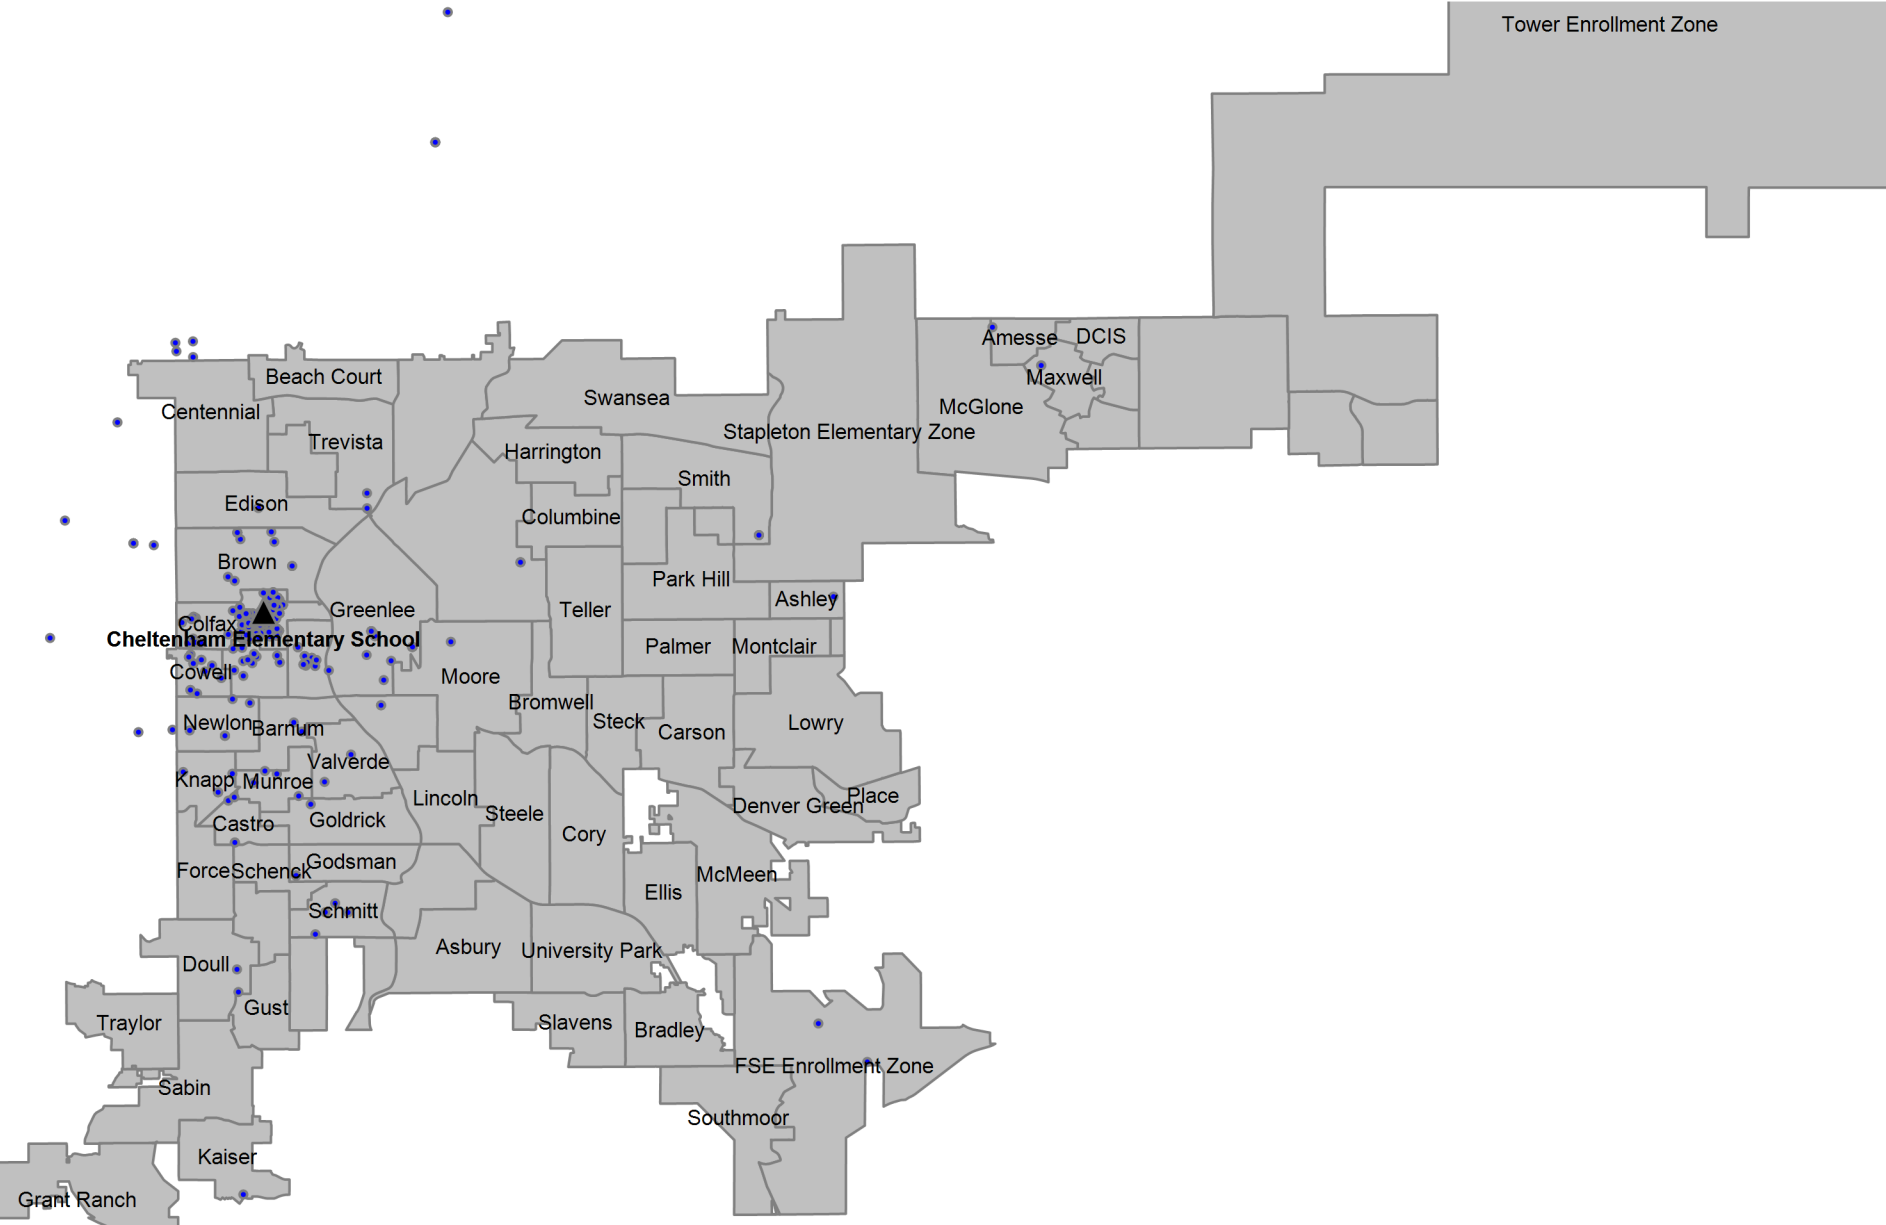 Tower Enrollment Zone
Amesse
DCIS
Beach Court
Maxwell
Swansea
McGlone
Centennial
Stapleton Elementary Zone
Trevista
Harrington
Smith
Edison
Columbine
Brown
Park Hill
Ashley
Greenlee
Teller
Colfax
Cheltenham Elementary School
Palmer
Montclair
Cowell
Moore
Bromwell
Newlon
Barnum
Steck
Carson
Lowry
Valverde
Knapp
Munroe
Lincoln
Denver Green
Place
Steele
Castro
Goldrick
Cory
Godsman
Force
Schenck
McMeen
Ellis
Schmitt
Asbury
University Park
Doull
Gust
Traylor
Slavens
Bradley
FSE Enrollment Zone
Sabin
Southmoor
Kaiser
Grant Ranch